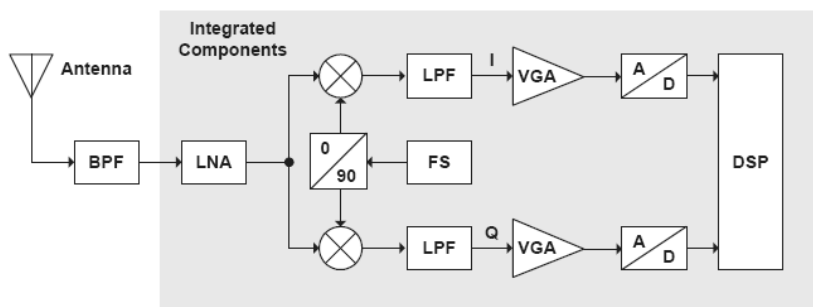 Integrated
Components
Antenna
LPF
I
VGA
A
D
BPF
LNA
0
90
FS
DSP
LPF
Q
VGA
A
D